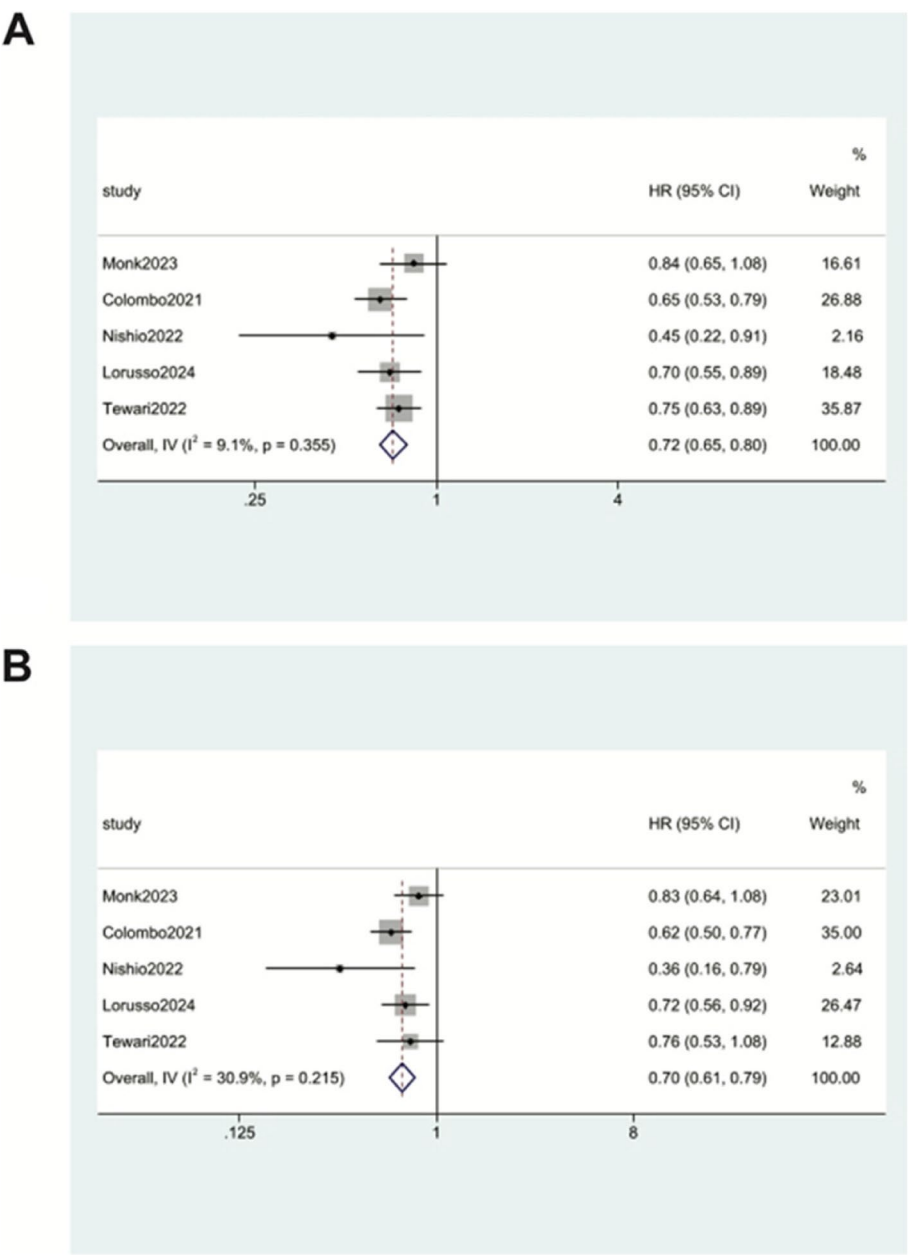 A
%
study HR (95% CI) Weight
Monk2023 0.84 (0.65, 1.08) 16.61
Colombo2021 0.65 (0.53, 0.79) 26.88
Nishio2022 0.45 (0.22, 0.91) 2.16
Lorusso2024 0.70 (0.55, 0.89) 18.48
Tewari2022 0.75 (0.63, 0.89) 35.87
Overall, IV (I² = 9.1%, p = 0.355) 0.72 (0.65, 0.80) 100.00
.25 1 4
B
%
study HR (95% CI) Weight
Monk2023 0.83 (0.64, 1.08) 23.01
Colombo2021 0.62 (0.50, 0.77) 35.00
Nishio2022 0.36 (0.16, 0.79) 2.64
Lorusso2024 0.72 (0.56, 0.92) 26.47
Tewari2022 0.76 (0.53, 1.08) 12.88
Overall, IV (I² = 30.9%, p = 0.215) 0.70 (0.61, 0.79) 100.00
.125 1 8